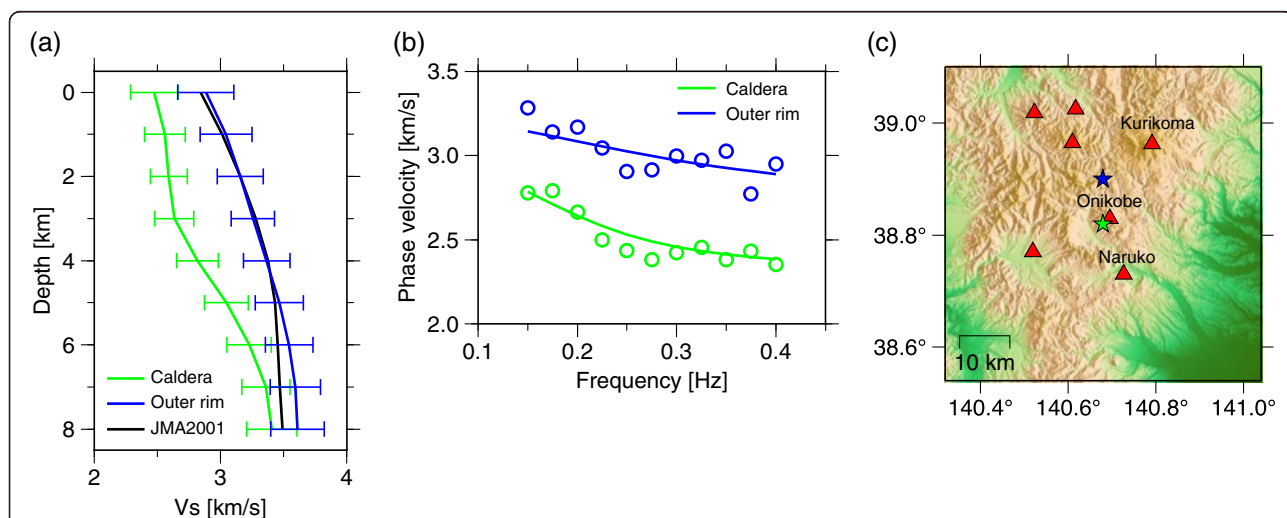 (a)
0
2
4
6
8
Depth [km]
Caldera
Outer rim
JMA2001
2 3 4
Vs [km/s]
(b)
3.5
3.0
2.5
2.0
Phase velocity [km/s]
Caldera
Outer rim
0.1 0.2 0.3 0.4
Frequency [Hz]
(c)
39.0°
38.8°
38.6°
Kurikoma
Onikobe
Naruko
10 km
140.4° 140.6° 140.8° 141.0°